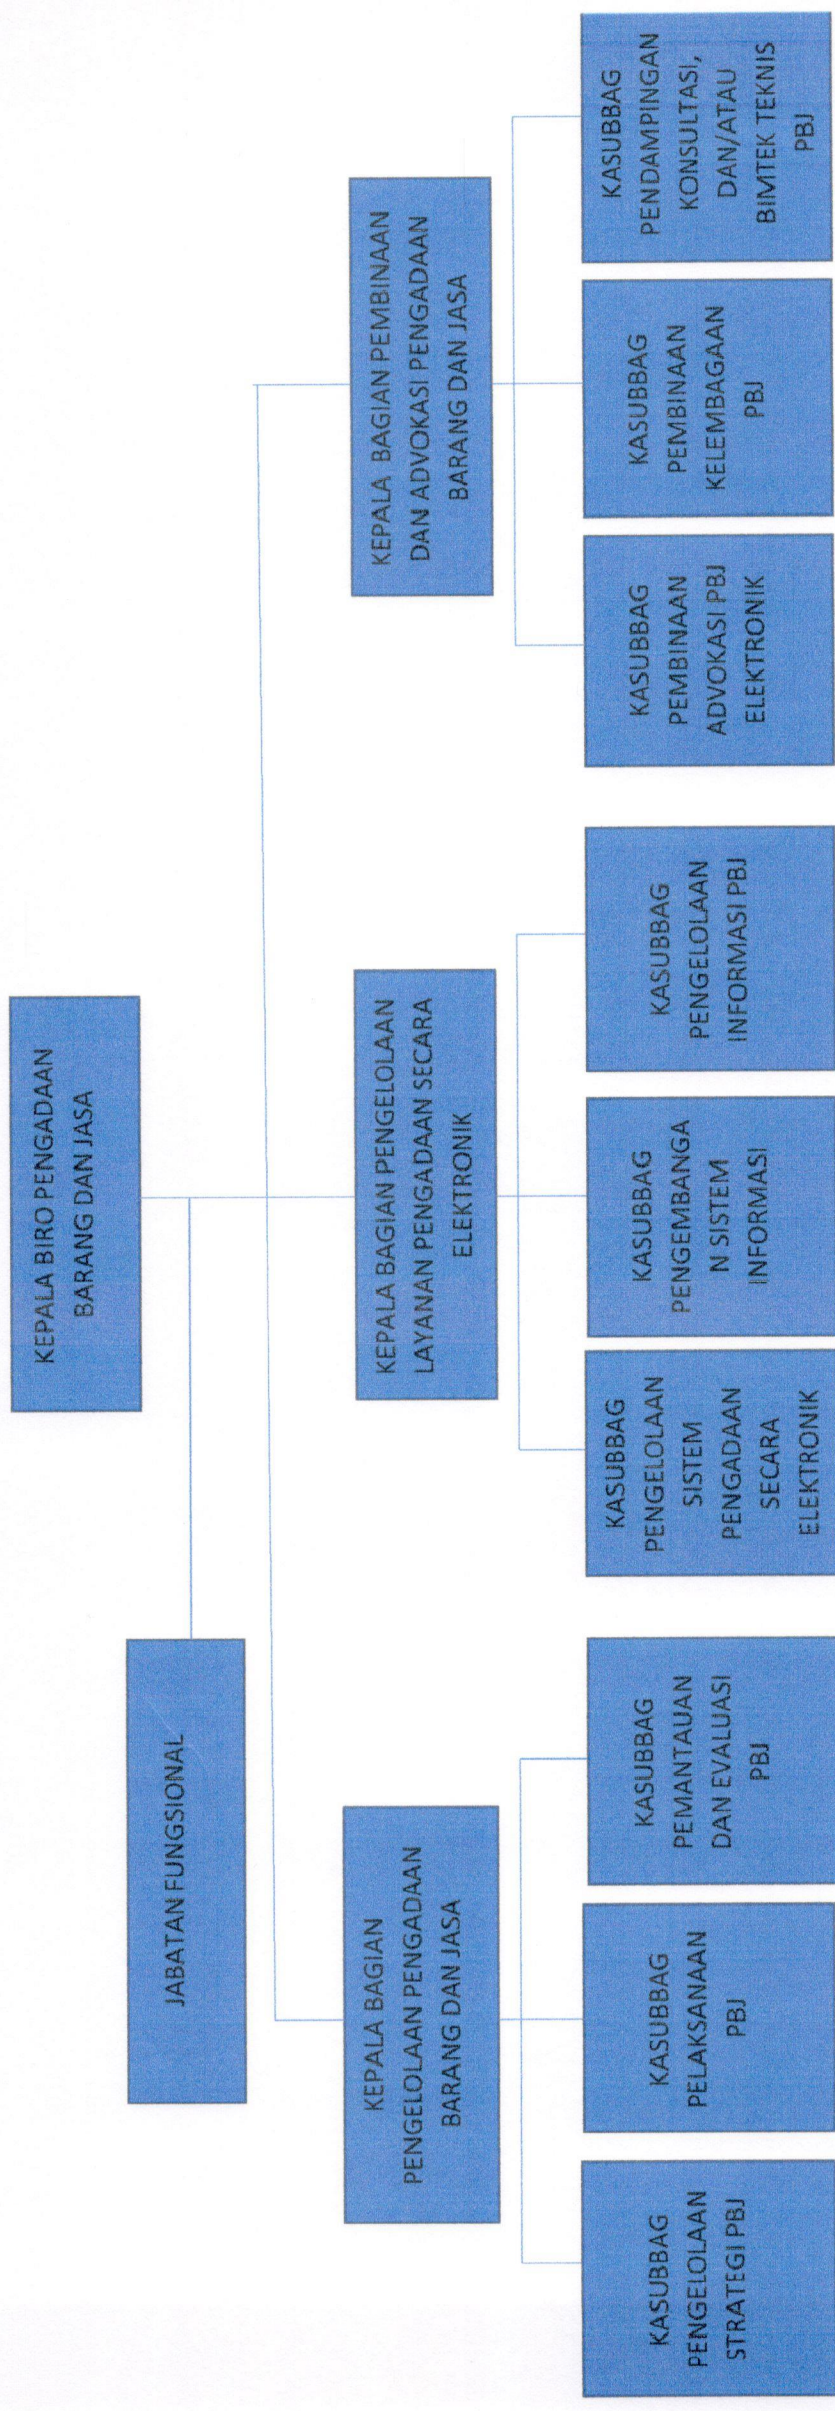 KEPALA BIRO PENGADAAN
BARANG DAN JASA
JABATAN FUNGSIONAL
KEPALA BAGIAN
PENGELOLAAN PENGADAAN
BARANG DAN JASA
KEPALA BAGIAN PENGELOLAAN
LAYANAN PENGADAAN SECARA
ELEKTRONIK
KEPALA BAGIAN PEMBINAAN
DAN ADVOKASI PENGADAAN
BARANG DAN JASA
KASUBBAG
PENGELOLAAN
STRATEGI PBJ
KASUBBAG
PELAKSANAAN
PBJ
KASUBBAG
PEMANTAUAN
DAN EVALUASI
PBJ
KASUBBAG
PENGELOLAAN
SISTEM
PENGADAAN
SECARA
ELEKTRONIK
KASUBBAG
PENGEMBANGA
N SISTEM
INFORMASI
KASUBBAG
PENGELOLAAN
INFORMASI PBJ
KASUBBAG
PEMBINAAN
ADVOKASI PBJ
ELEKTRONIK
KASUBBAG
PEMBINAAN
KELEMBAGAAN
PBJ
KASUBBAG
PENDAMPINGAN
KONSULTASI,
DAN/ATAU
BIMTEK TEKNIS
PBJ